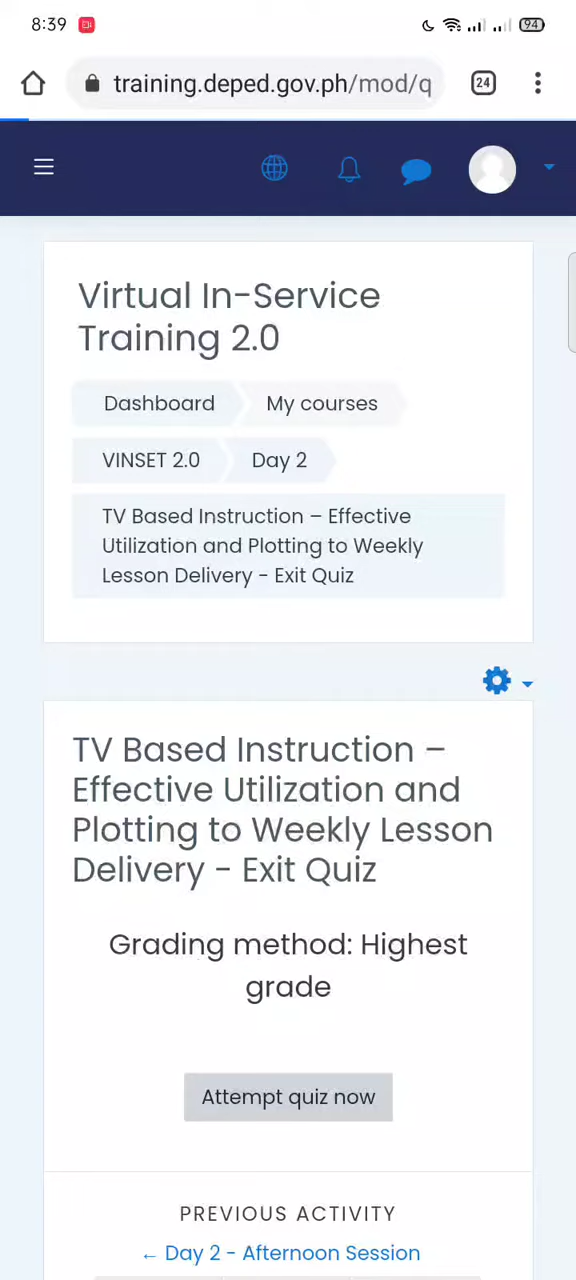 8:39
94
training.deped.gov.ph/mod/q
24
Virtual In-Service
Training 2.0
Dashboard
My courses
VINSET 2.0
Day 2
TV Based Instruction – Effective
Utilization and Plotting to Weekly
Lesson Delivery - Exit Quiz
TV Based Instruction –
Effective Utilization and
Plotting to Weekly Lesson
Delivery - Exit Quiz
Grading method: Highest
grade
Attempt quiz now
PREVIOUS ACTIVITY
← Day 2 - Afternoon Session